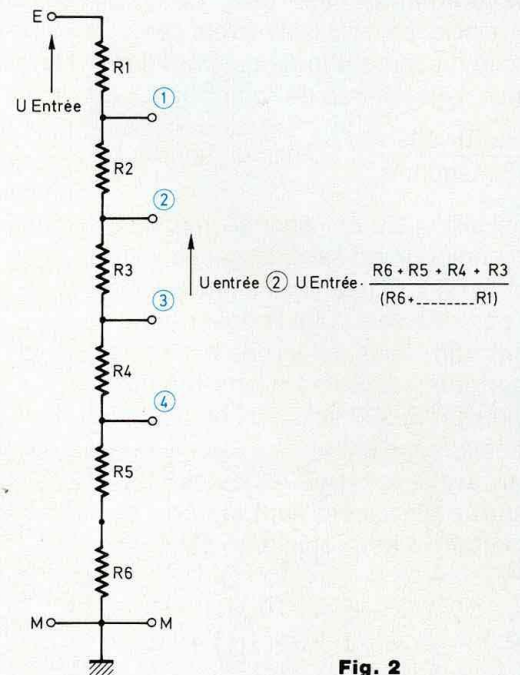 E
R1
U Entrée
①
R2
②
R3
U entrée ② U Entrée · R6 + R5 + R4 + R3
(R6+_______R1)
③
R4
④
R5
R6
M M
Fig. 2